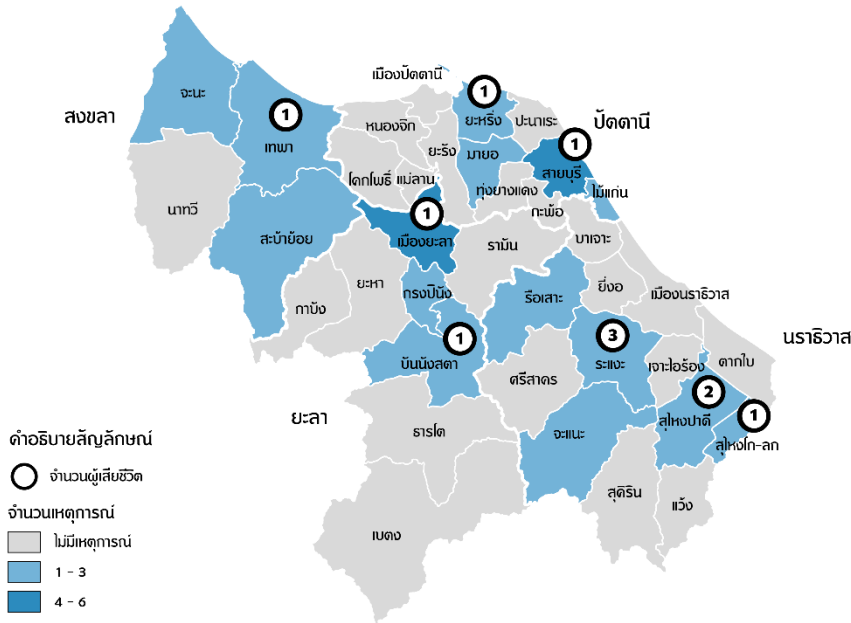 เมืองปัตตานี
จะนะ
1
1
สงขลา
ยะหริ่ง
ปะนาเระ
ปัตตานี
หนองจิก
เทพา
ยะรัง
มายอ
1
สายบุรี
โคกโพธิ์
แม่ลาน
ทุ่งยางแดง
ไม้แก่น
นาทวี
1
กะพ้อ
สะบ้าย้อย
เมืองยะลา
รามัน
บาเจาะ
ยะหา
กรงปินัง
รือเสาะ
ยี่งอ
เมืองนราธิวาส
กาบัง
1
3
นราธิวาส
บันนังสตา
ระแงะ
เจาะไอร้อง
ตากใบ
ศรีสาคร
2
ยะลา
สุไหงปาดี
1
ธารโต
จะแนะ
สุไหงโก-ลก
คำอธิบายสัญลักษณ์
จำนวนผู้เสียชีวิต
สุคิริน
แว้ง
จำนวนเหตุการณ์
ไม่มีเหตุการณ์
เบตง
1 - 3
4 - 6